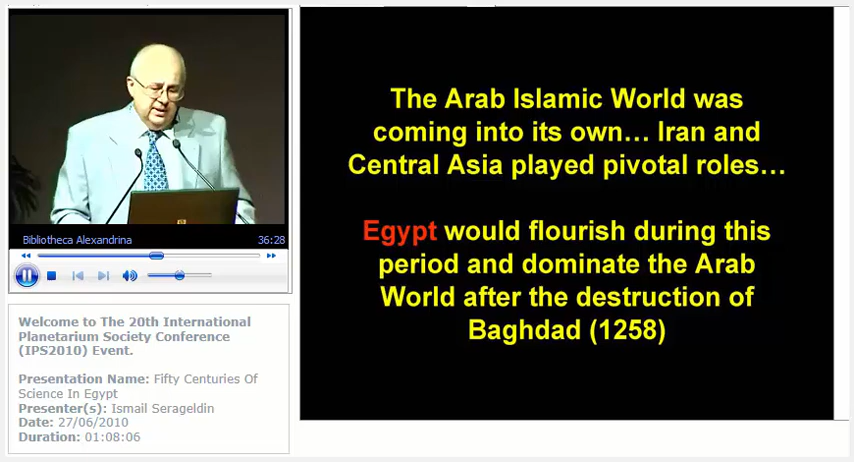 Bibliotheca Alexandrina 36:28
Welcome to The 20th International
Planetarium Society Conference
(IPS2010) Event.
Presentation Name: Fifty Centuries Of
Science In Egypt
Presenter(s): Ismail Serageldin
Date: 27/06/2010
Duration: 01:08:06
The Arab Islamic World was
coming into its own… Iran and
Central Asia played pivotal roles…
Egypt would flourish during this
period and dominate the Arab
World after the destruction of
Baghdad (1258)